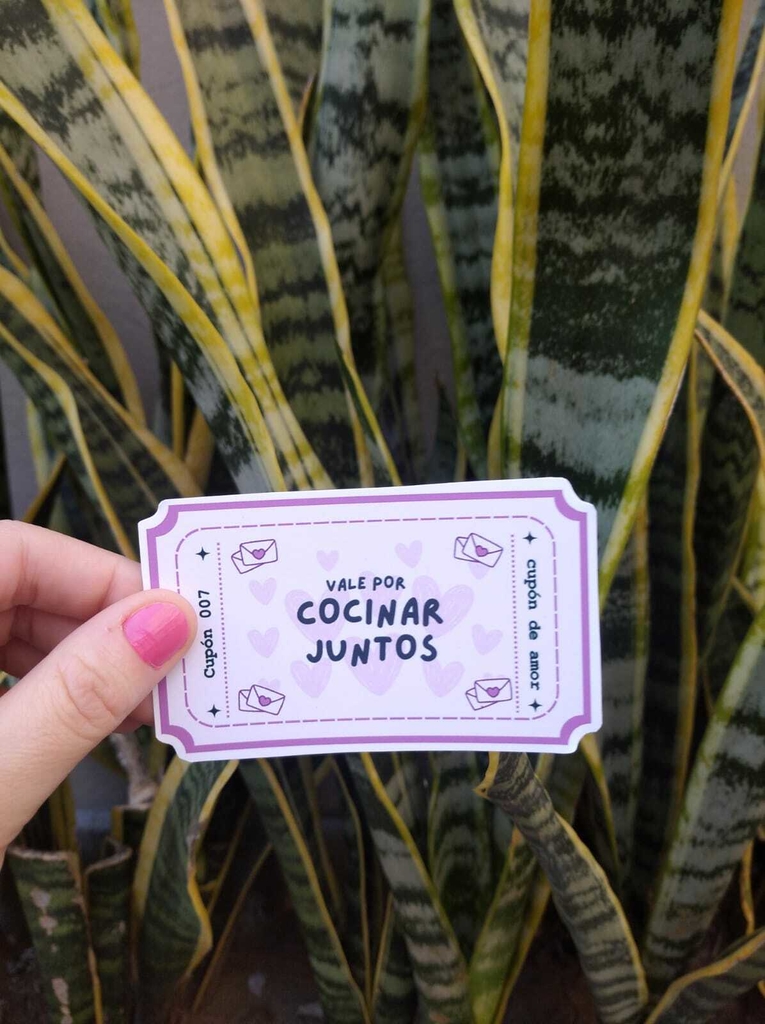 Cupón 007
VALE POR
COCINAR
JUNTOS
cupón de amor